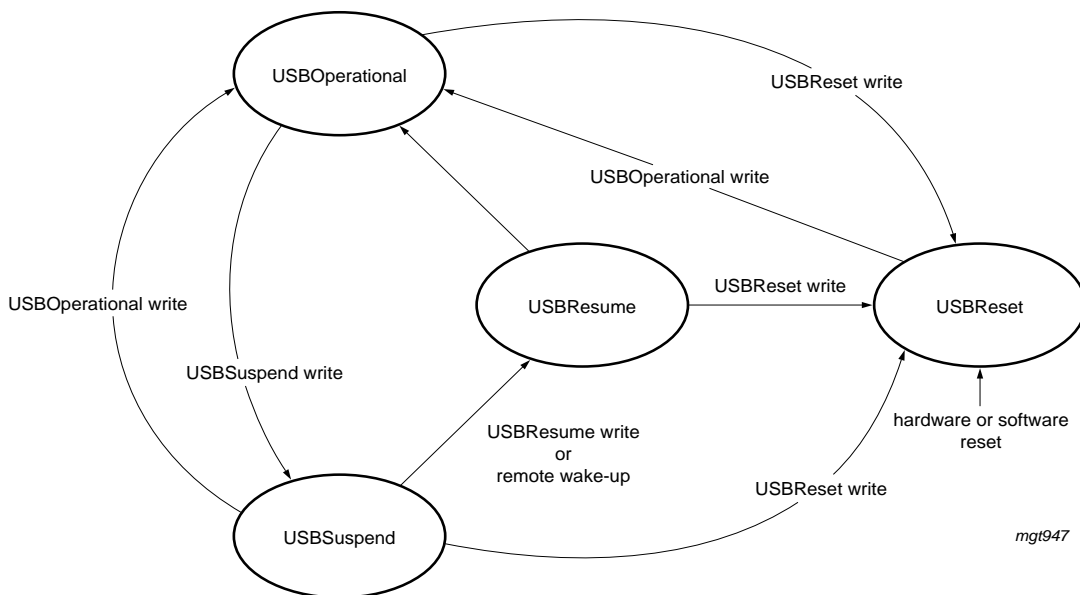 USBOperational
USBReset write
USBOperational write
USBOperational write
USBResume
USBReset write
USBReset
USBSuspend write
USBResume write
or
remote wake-up
hardware or software
reset
USBReset write
USBSuspend
mgt947